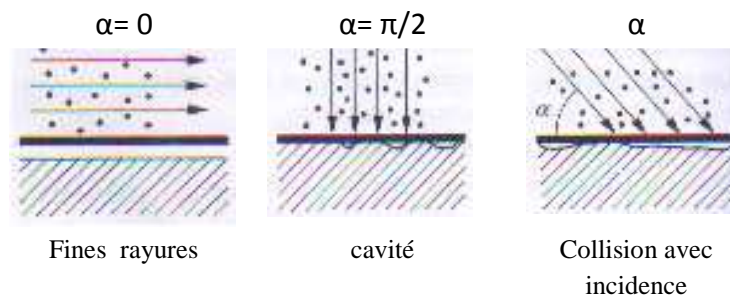 α= 0
α= π/2
α
α
Fines rayures
cavité
Collision avec
incidence